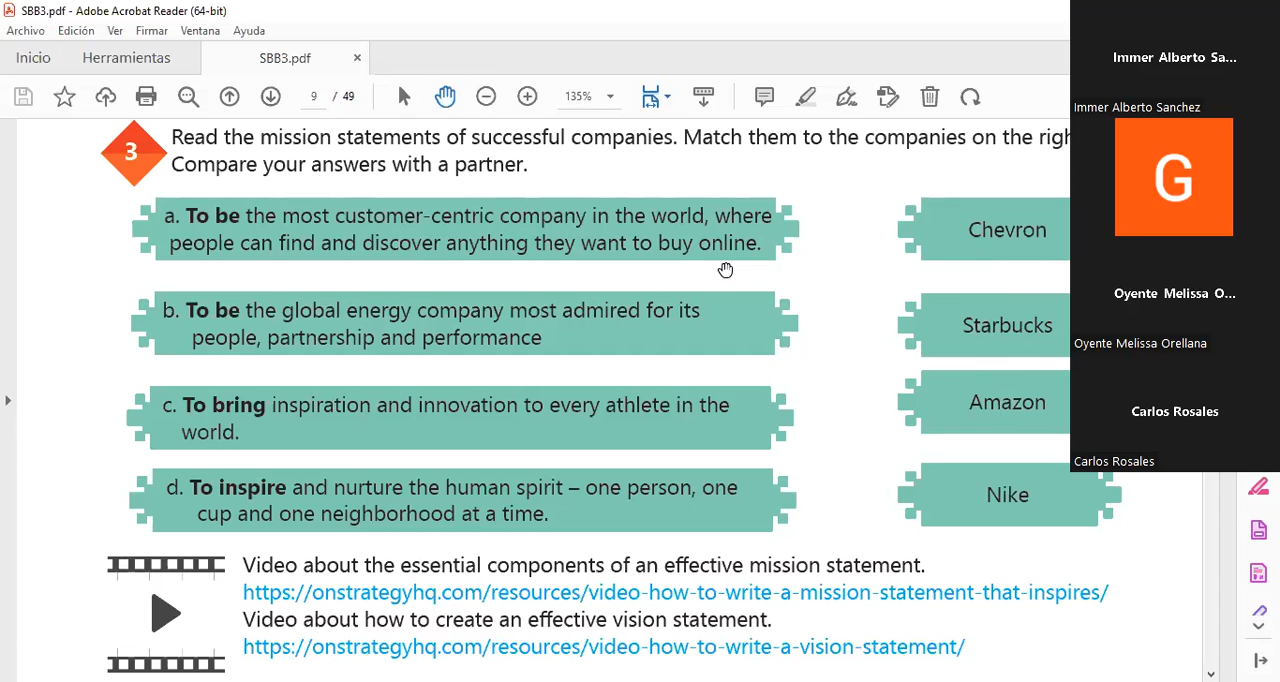 SBB3.pdf - Adobe Acrobat Reader (64-bit)
Archivo Edición Ver Firmar Ventana Ayuda
Inicio Herramientas SBB3.pdf ×
9 / 49 135%
3
Read the mission statements of successful companies. Match them to the companies on the righ
Compare your answers with a partner.
a. To be the most customer-centric company in the world, where
people can find and discover anything they want to buy online.
Chevron
b. To be the global energy company most admired for its
people, partnership and performance
Starbucks
c. To bring inspiration and innovation to every athlete in the
world.
Amazon
d. To inspire and nurture the human spirit – one person, one
cup and one neighborhood at a time.
Nike
Video about the essential components of an effective mission statement.
https://onstrategyhq.com/resources/video-how-to-write-a-mission-statement-that-inspires/
Video about how to create an effective vision statement.
https://onstrategyhq.com/resources/video-how-to-write-a-vision-statement/
Immer Alberto Sa...
Immer Alberto Sanchez
G
Oyente Melissa O...
Oyente Melissa Orellana
Carlos Rosales
Carlos Rosales